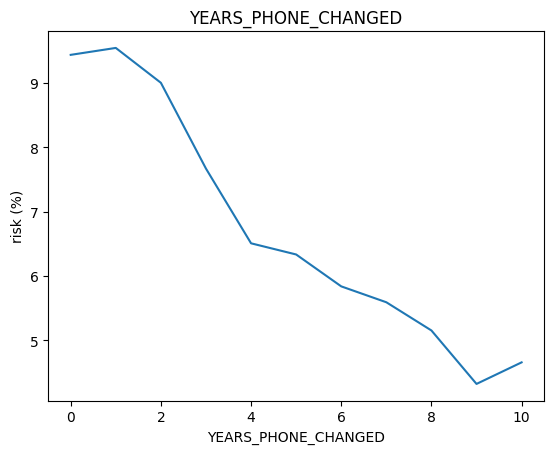 YEARS_PHONE_CHANGED
9
8
7
6
5
risk (%)
0 2 4 6 8 10
YEARS_PHONE_CHANGED